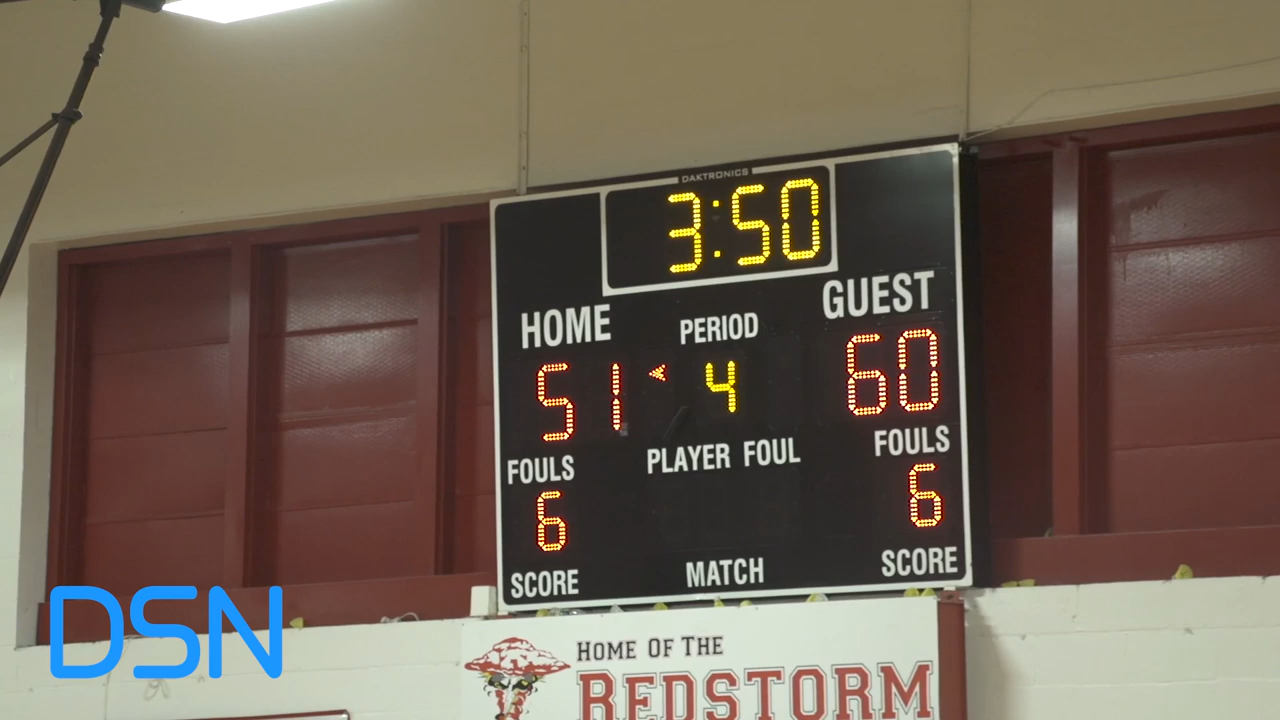 DAKTRONICS
3:50
HOME PERIOD GUEST
51 4 60
FOULS PLAYER FOUL FOULS
6 6
SCORE MATCH SCORE
DSN
HOME OF THE
REDSTORM